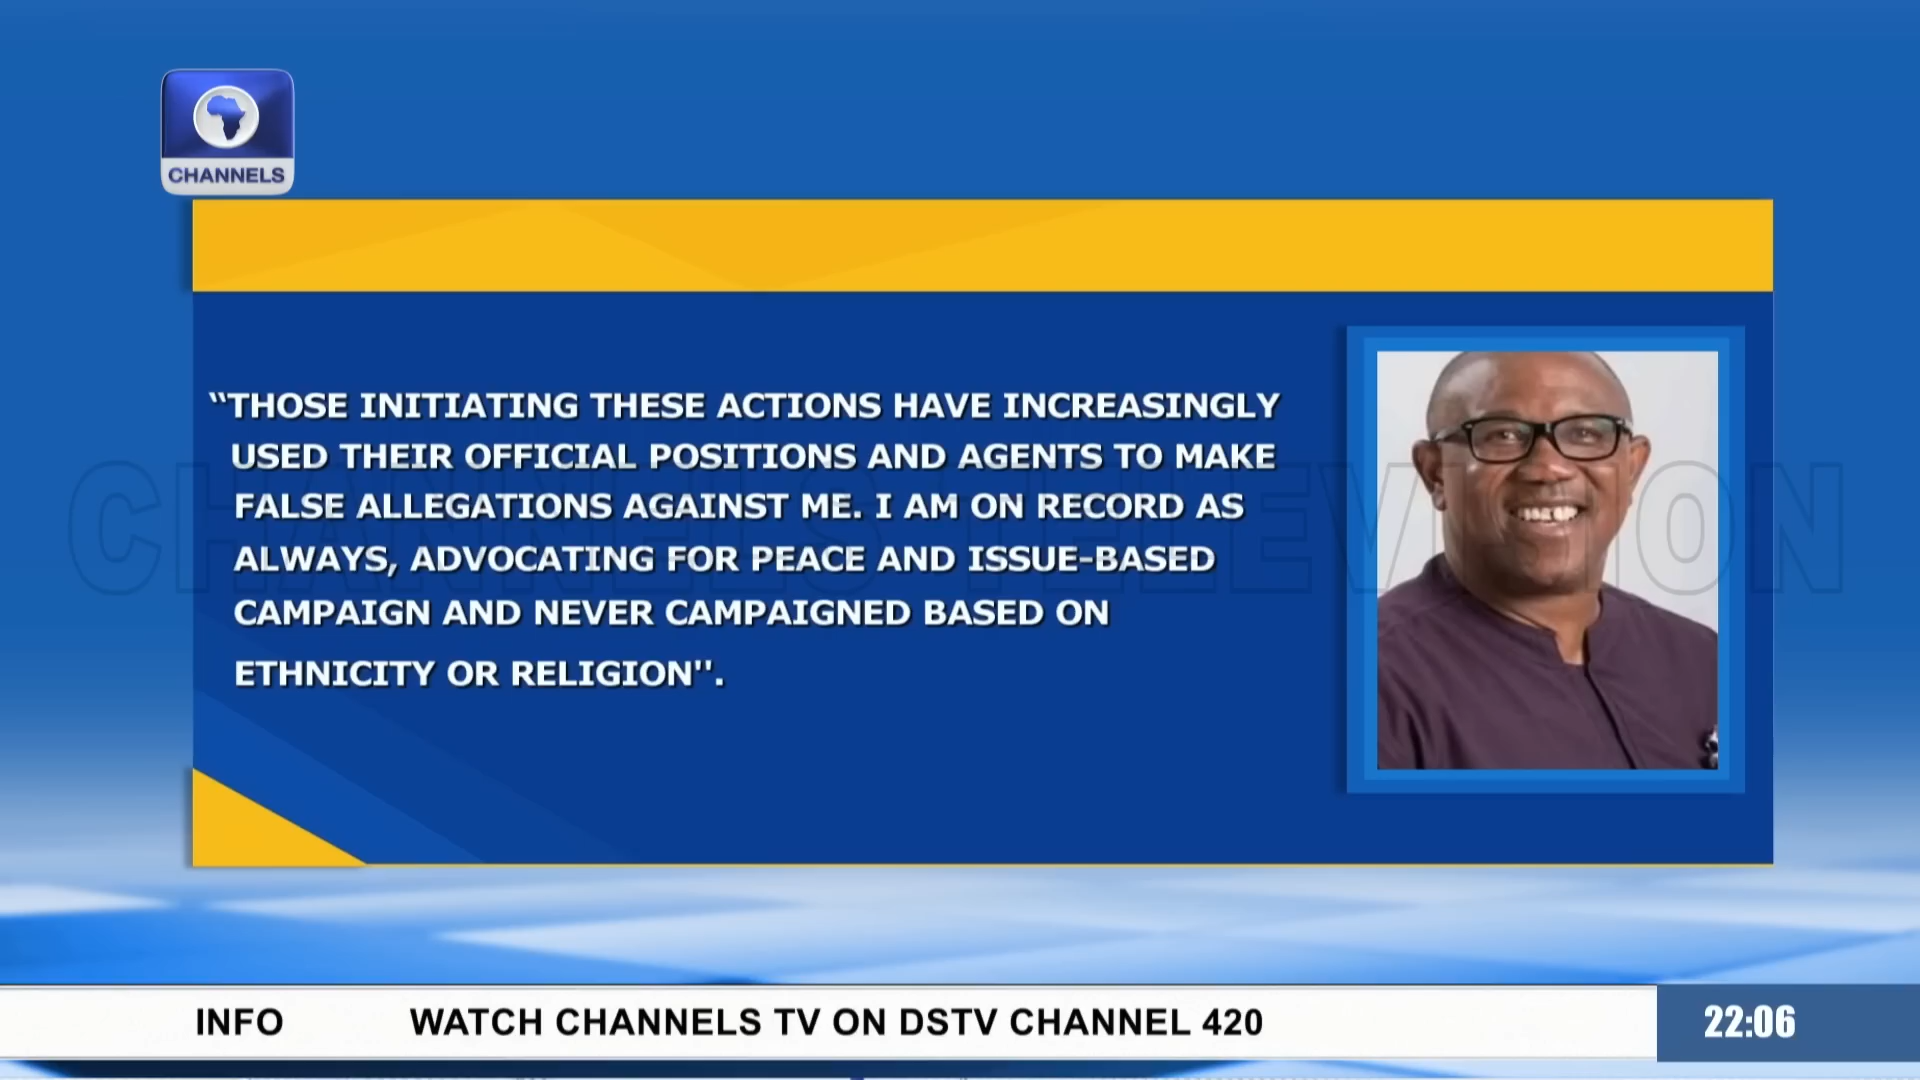 CHANNELS
“THOSE INITIATING THESE ACTIONS HAVE INCREASINGLY
USED THEIR OFFICIAL POSITIONS AND AGENTS TO MAKE
FALSE ALLEGATIONS AGAINST ME. I AM ON RECORD AS
ALWAYS, ADVOCATING FOR PEACE AND ISSUE-BASED
CAMPAIGN AND NEVER CAMPAIGNED BASED ON
ETHNICITY OR RELIGION".
CHANNELS TELEVISION
INFO WATCH CHANNELS TV ON DSTV CHANNEL 420
22:06